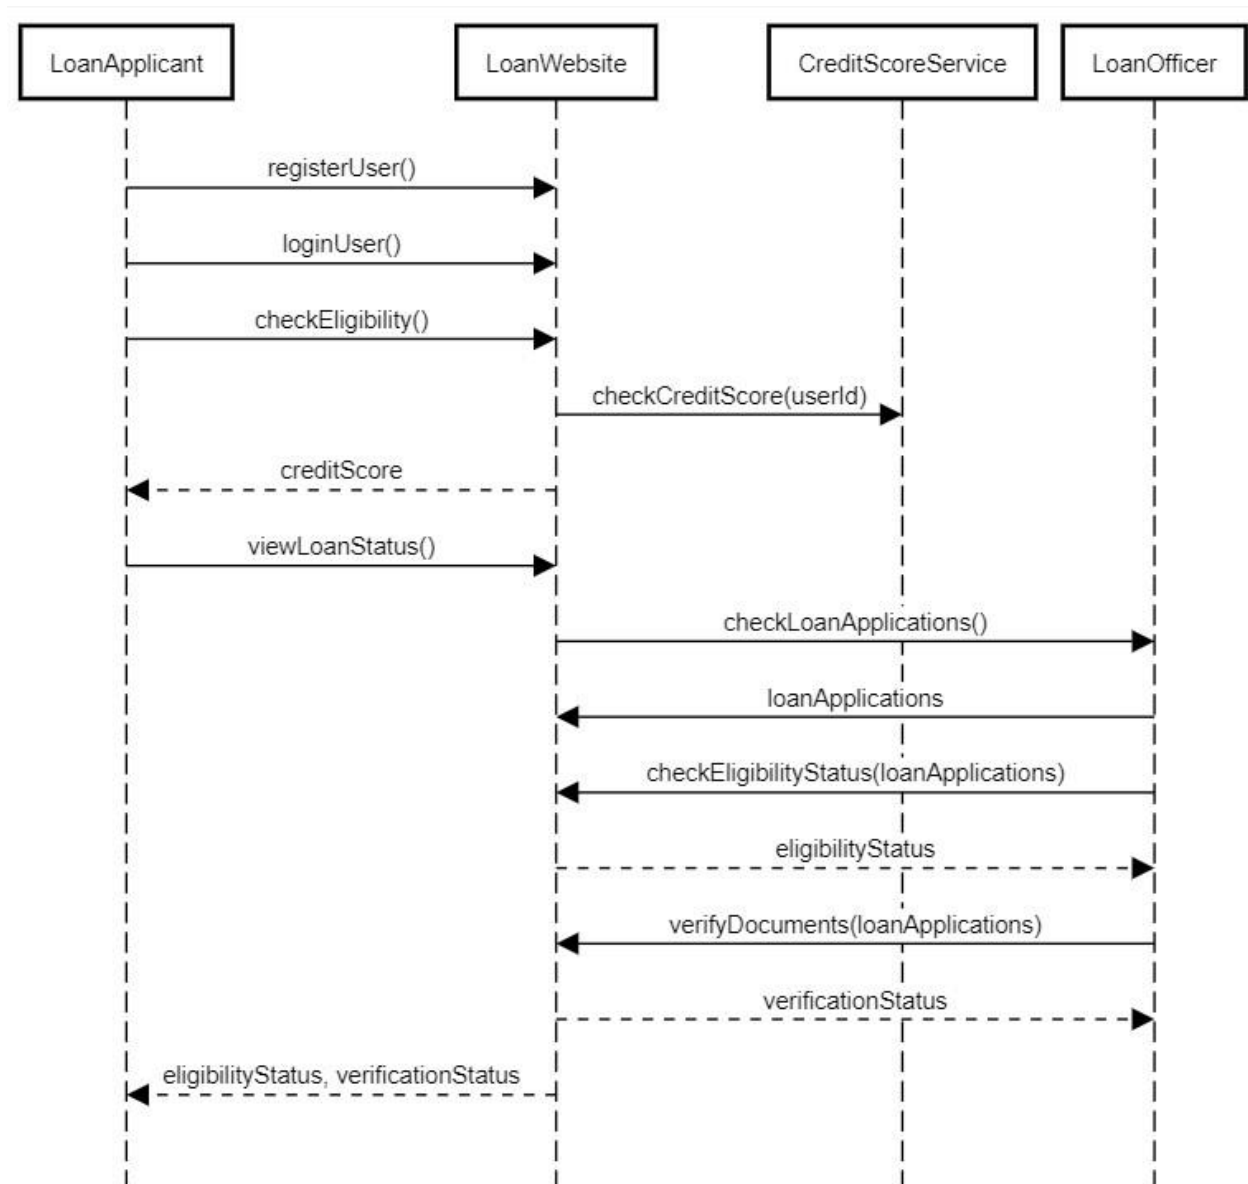 LoanApplicant
LoanWebsite
CreditScoreService
LoanOfficer
registerUser()
loginUser()
checkEligibility()
checkCreditScore(userId)
creditScore
viewLoanStatus()
checkLoanApplications()
loanApplications
checkEligibilityStatus(loanApplications)
eligibilityStatus
verifyDocuments(loanApplications)
verificationStatus
eligibilityStatus, verificationStatus